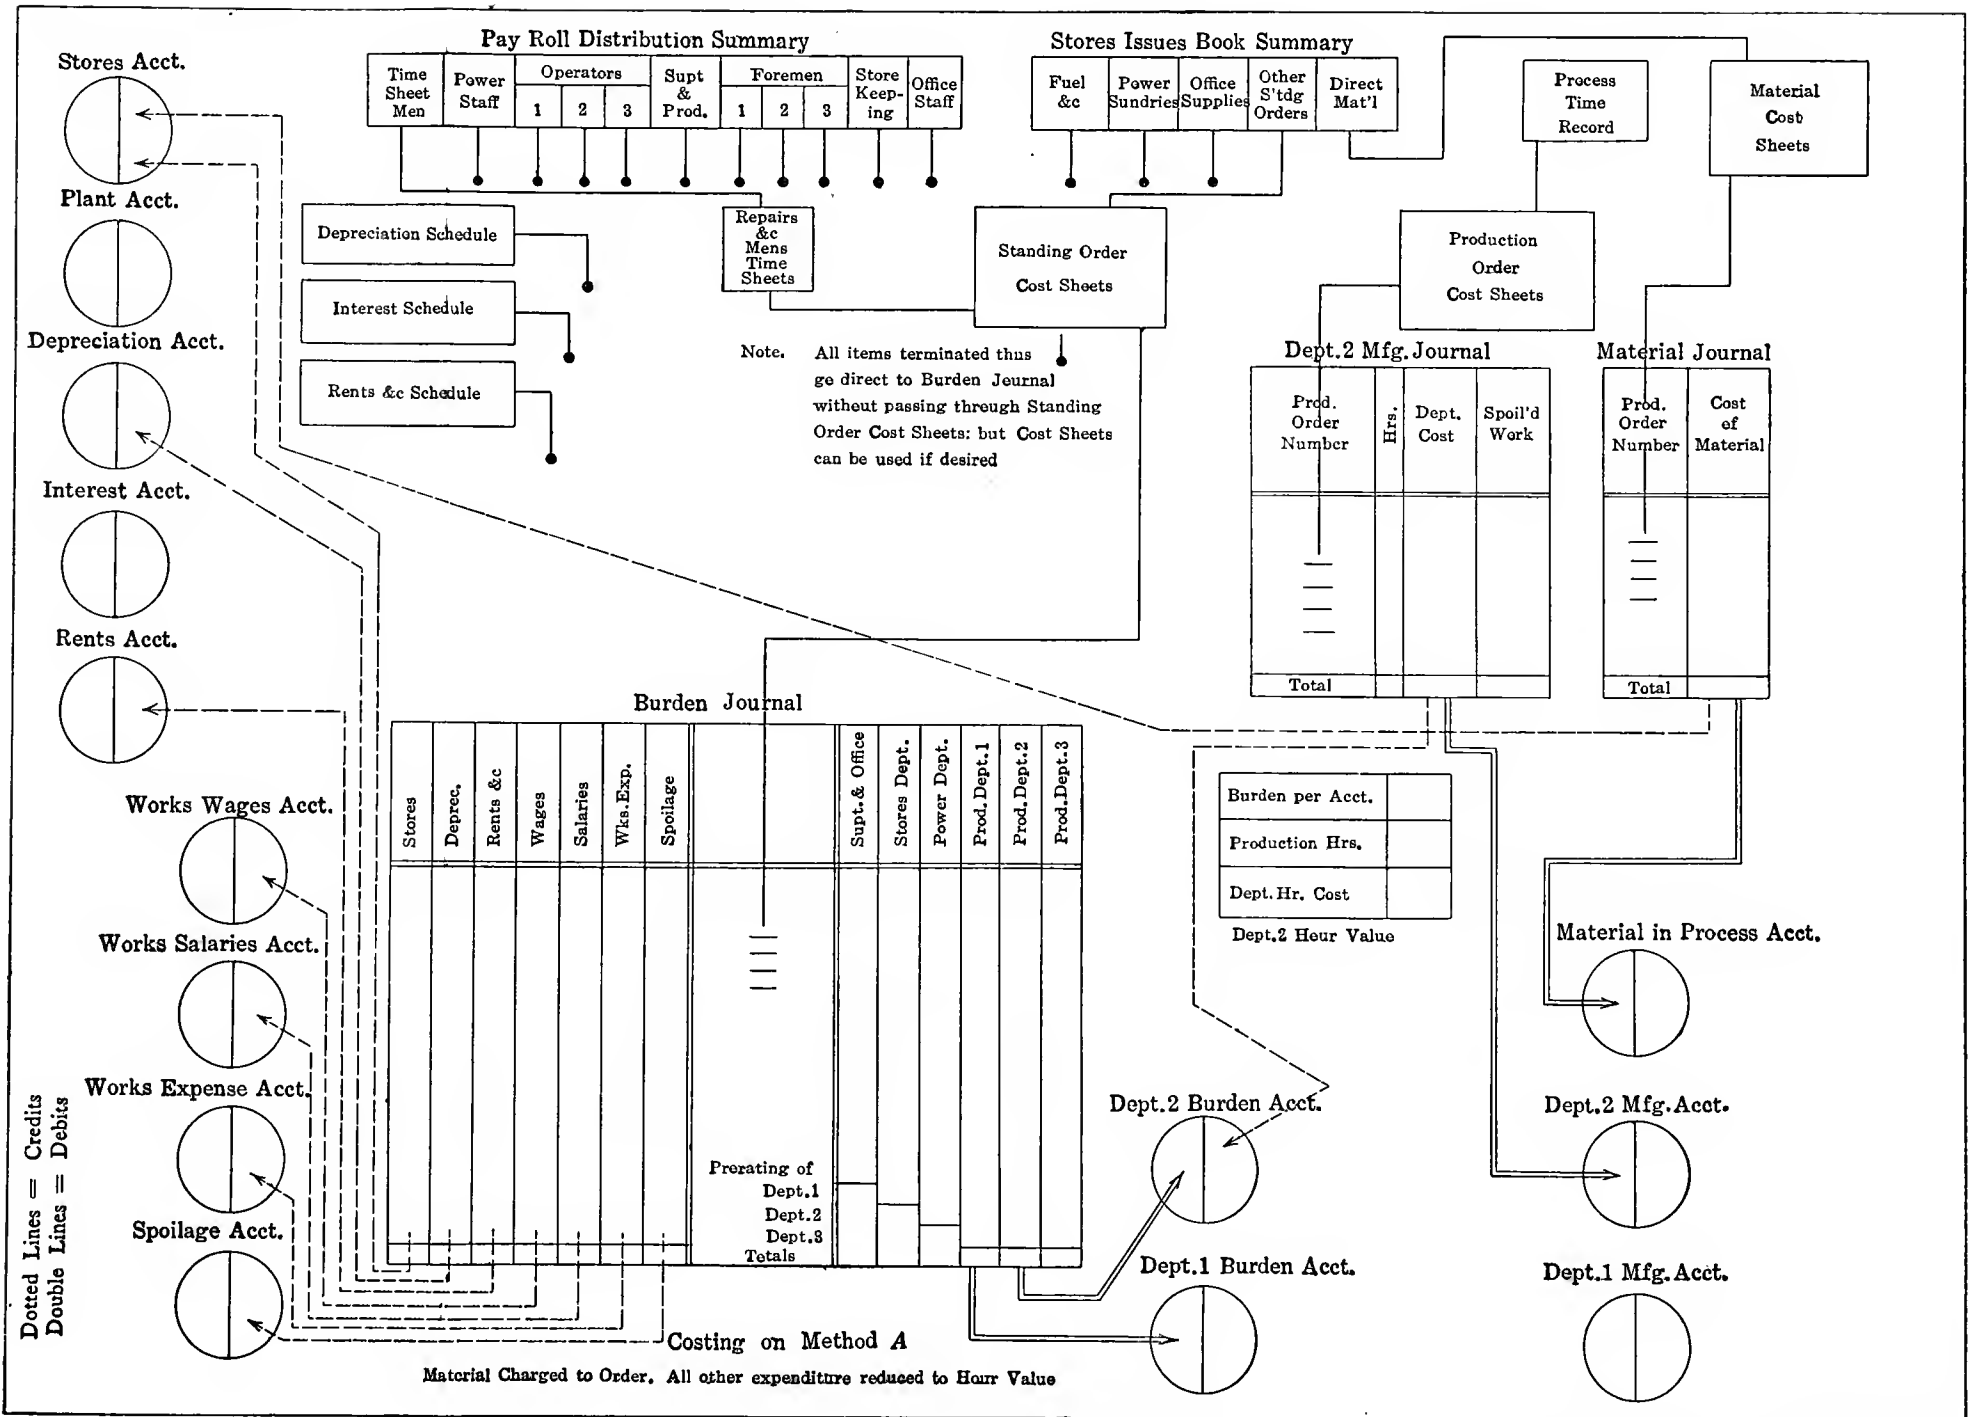 Pay Roll Distribution Summary
Time Sheet Men
Power Staff
Operators
1 2 3
Supt & Prod.
Foremen
1 2 3
Store Keep-ing
Office Staff
Stores Issues Book Summary
Fuel &c
Power Sundries
Office Supplies
Other S'tdg Orders
Direct Mat'l
Process
Time
Record
Material
Cost
Sheets
Stores Acct.
Plant Acct.
Depreciation Acct.
Interest Acct.
Rents Acct.
Works Wages Acct.
Works Salaries Acct.
Works Expense Acct.
Spoilage Acct.
Depreciation Schedule
Interest Schedule
Rents &c Schedule
Repairs
&c
Mens
Time
Sheets
Standing Order
Cost Sheets
Production
Order
Cost Sheets
Note. All items terminated thus
go direct to Burden Journal
without passing through Standing
Order Cost Sheets: but Cost Sheets
can be used if desired
Dept.2 Mfg. Journal
Prod. Order Number
Hrs.
Dept. Cost
Spoil'd Work
Total
Material Journal
Prod. Order Number
Cost of Material
Total
Burden Journal
Stores
Deprec.
Rents &c
Wages
Salaries
Wks. Exp.
Spoilage
Supt. & Office
Stores Dept.
Power Dept.
Prod. Dept.1
Prod. Dept.2
Prod. Dept.3
Prorating of
Dept.1
Dept.2
Dept.3
Totals
Burden per Acct.
Production Hrs.
Dept. Hr. Cost
Dept.2 Hour Value
Material in Process Acct.
Dept.2 Burden Acct.
Dept.2 Mfg. Acct.
Dept.1 Burden Acct.
Dept.1 Mfg. Acct.
Dotted Lines = Credits
Double Lines = Debits
Costing on Method A
Material Charged to Order. All other expenditure reduced to Hour Value